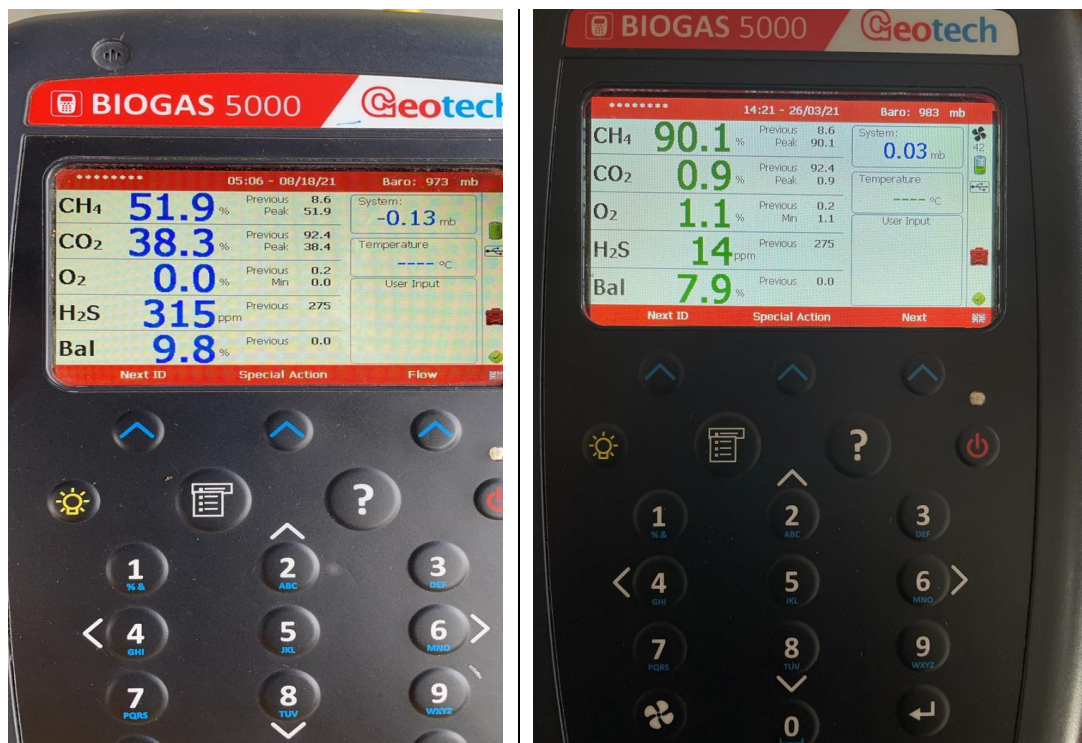 BIOGAS 5000 Geotech
******** 05:06 - 08/18/21 Baro: 973 mb
CH4 51.9 % Previous 8.6 Peak 51.9
System: -0.13 mb
CO2 38.3 % Previous 92.4 Peak 38.4
Temperature ---- °C
O2 0.0 % Previous 0.2 Min 0.0
User Input
H2S 315 ppm Previous 275
Bal 9.8 % Previous 0.0
Next ID Special Action Flow
?
1 2 3
% & ABC DEF
4 5 6
GHI JKL MNO
7 8 9
PQRS TUV WXYZ
BIOGAS 5000 Geotech
******** 14:21 - 26/03/21 Baro: 983 mb
CH4 90.1 % Previous 8.6 Peak 90.1
System: 0.03 mb
42
CO2 0.9 % Previous 92.4 Peak 0.9
Temperature ---- °C
O2 1.1 % Previous 0.2 Min 1.1
User Input
H2S 14 ppm Previous 275
Bal 7.9 % Previous 0.0
Next ID Special Action Next
?
1 2 3
% & ABC DEF
4 5 6
GHI JKL MNO
7 8 9
PQRS TUV WXYZ
0